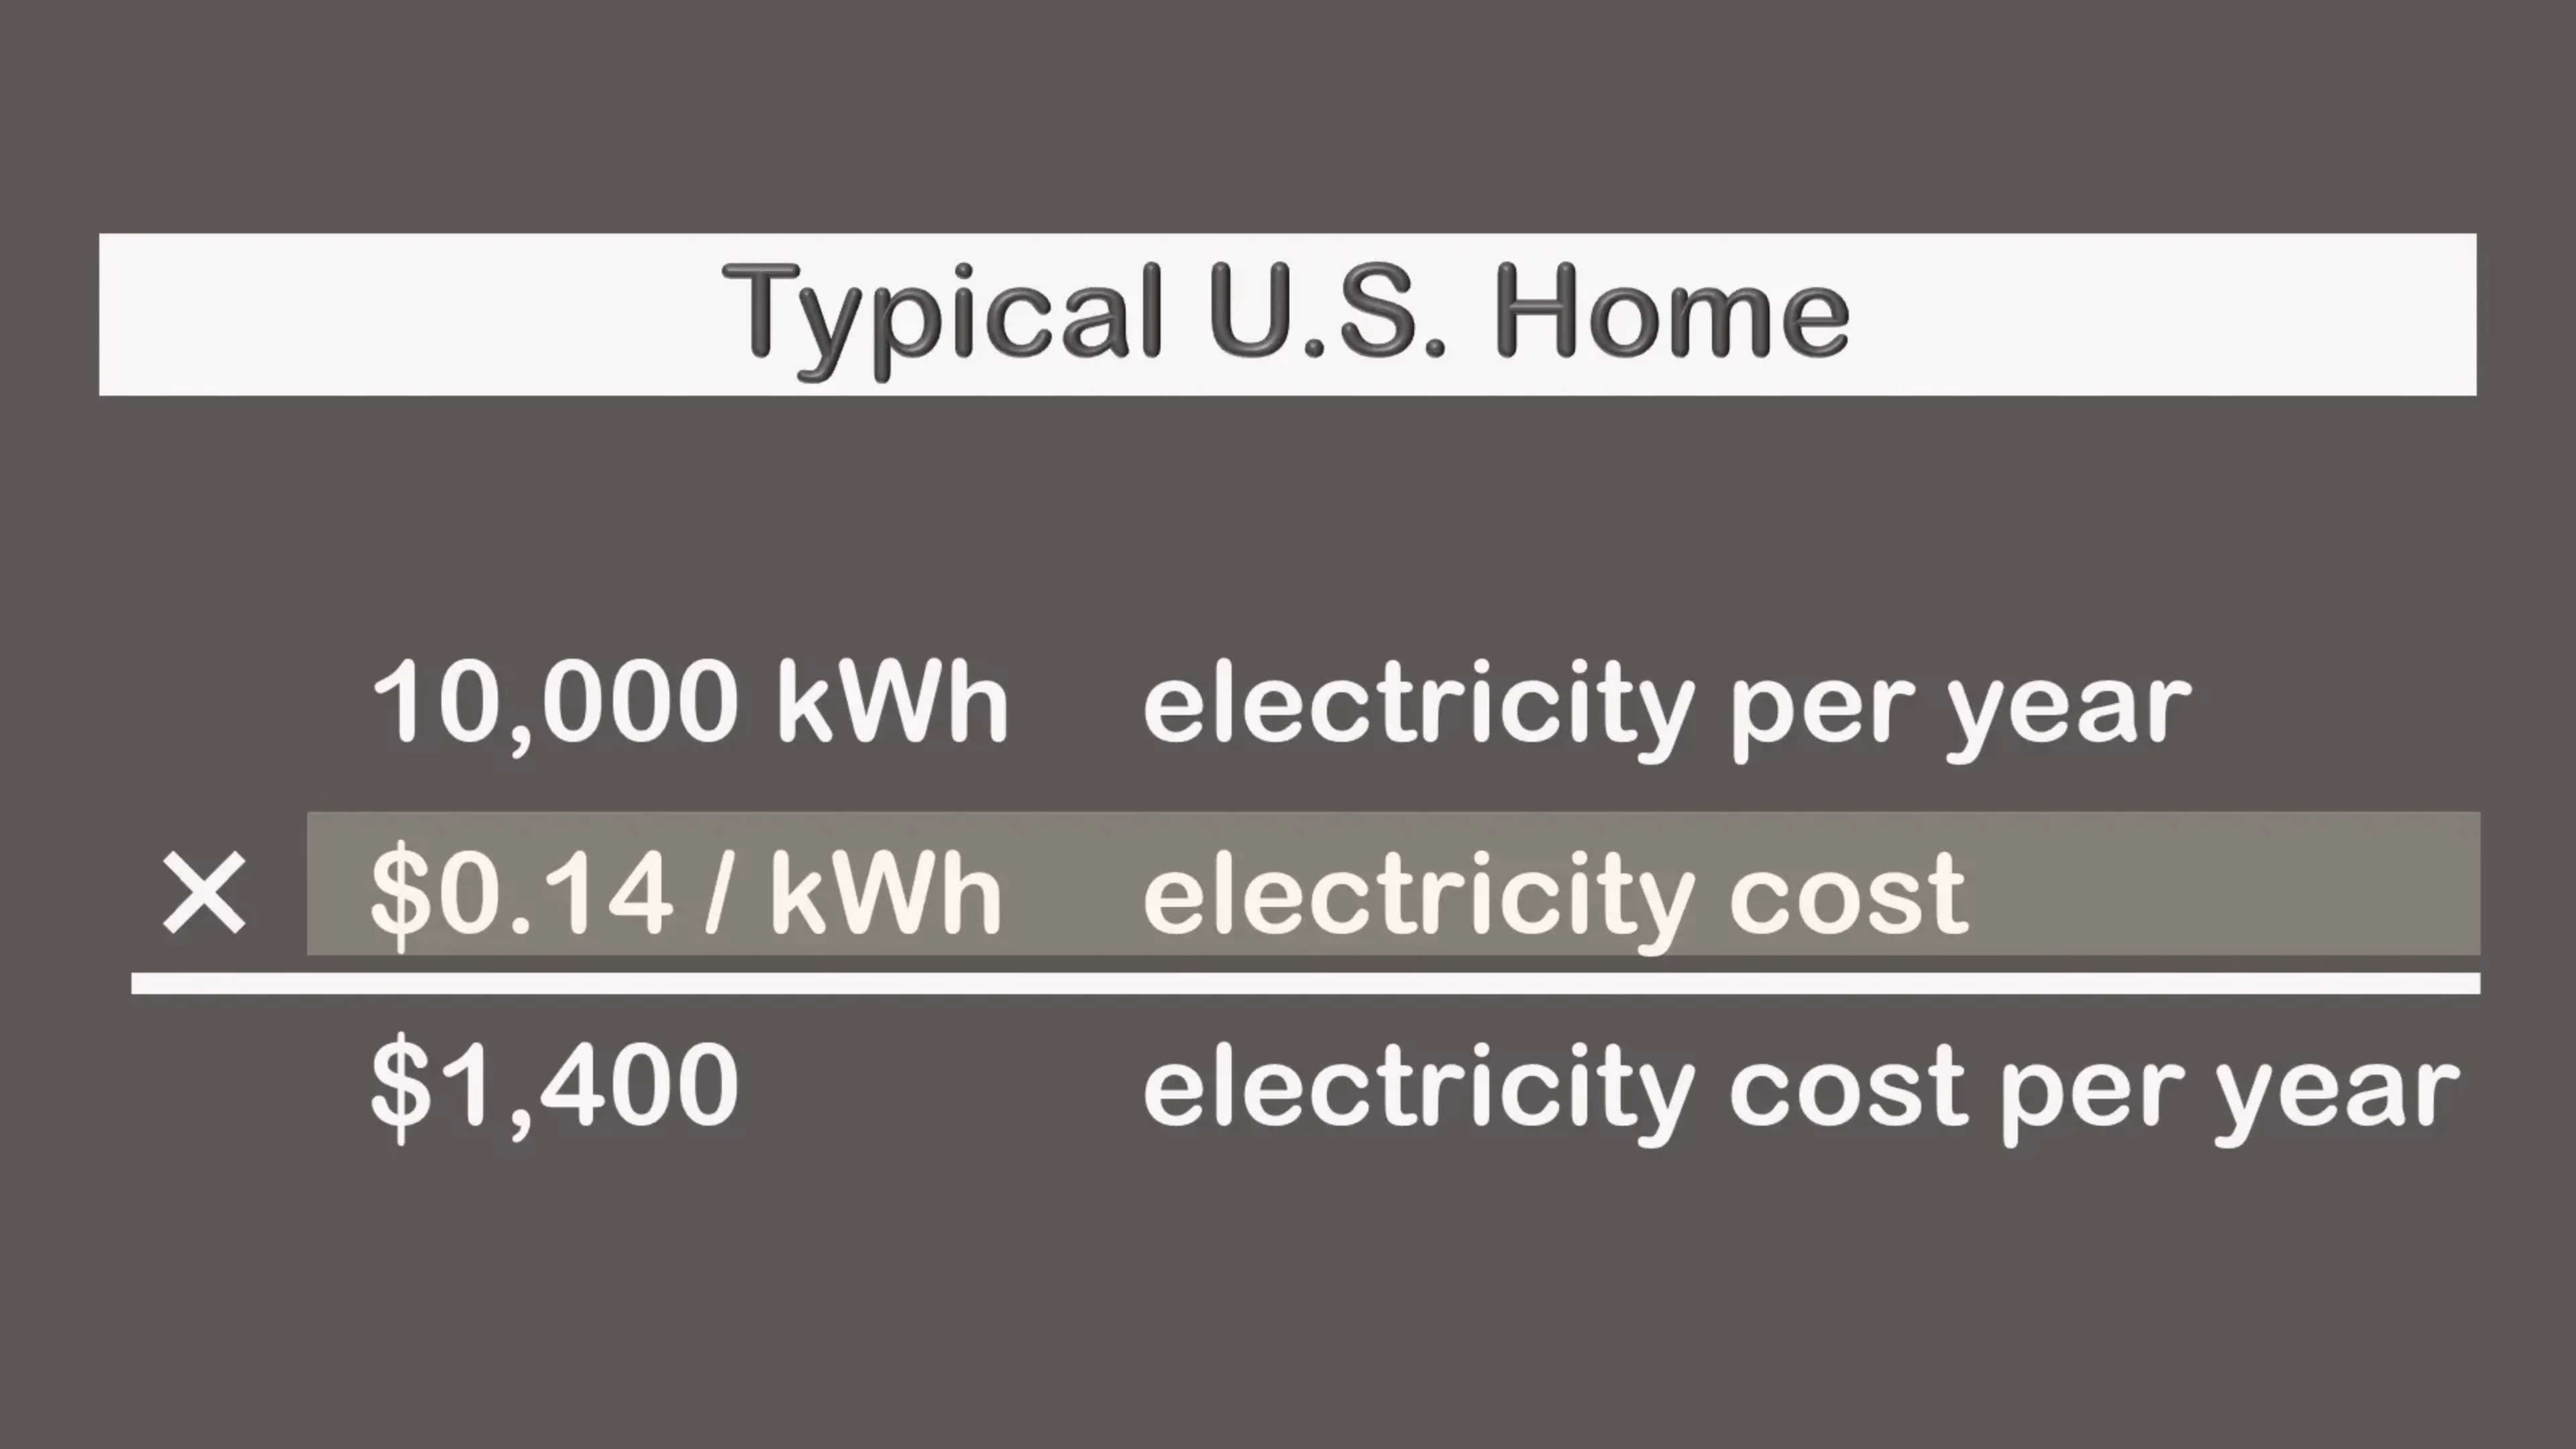 Typical U.S. Home
10,000 kWh electricity per year
× $0.14 / kWh electricity cost
$1,400 electricity cost per year